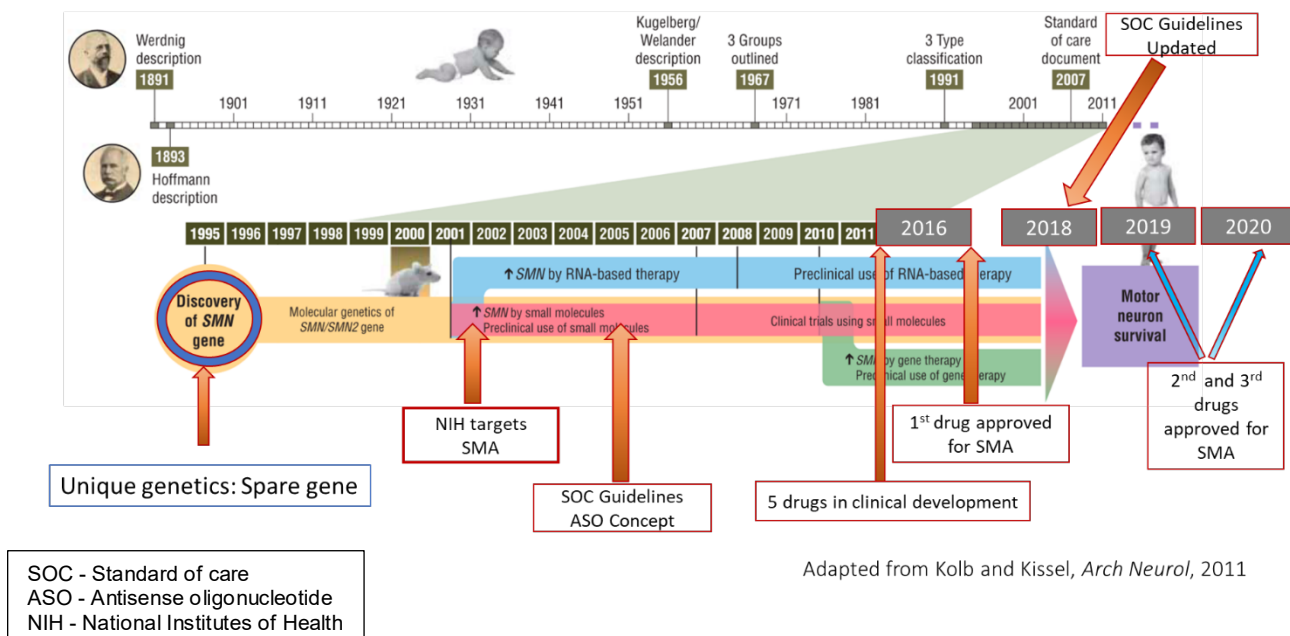 Werdnig
description
1891
Kugelberg/
Welander
description
1956
3 Groups
outlined
1967
3 Type
classification
1991
Standard
of care
document
2007
SOC Guidelines
Updated
1901 1911 1921 1931 1941 1951 1971 1981 2001 2011
1893
Hoffmann
description
1995 1996 1997 1998 1999 2000 2001 2002 2003 2004 2005 2006 2007 2008 2009 2010 2011 2016 2018 2019 2020
Discovery
of SMN
gene
Molecular genetics of
SMN/SMN2 gene
↑ SMN by RNA-based therapy
Preclinical use of RNA-based therapy
↑ SMN by small molecules
Preclinical use of small molecules
Clinical trials using small molecules
↑ SMN by gene therapy
Preclinical use of gene therapy
Motor
neuron
survival
Unique genetics: Spare gene
NIH targets
SMA
SOC Guidelines
ASO Concept
5 drugs in clinical development
1st drug approved
for SMA
2nd and 3rd
drugs
approved for
SMA
SOC - Standard of care
ASO - Antisense oligonucleotide
NIH - National Institutes of Health
Adapted from Kolb and Kissel, Arch Neurol, 2011